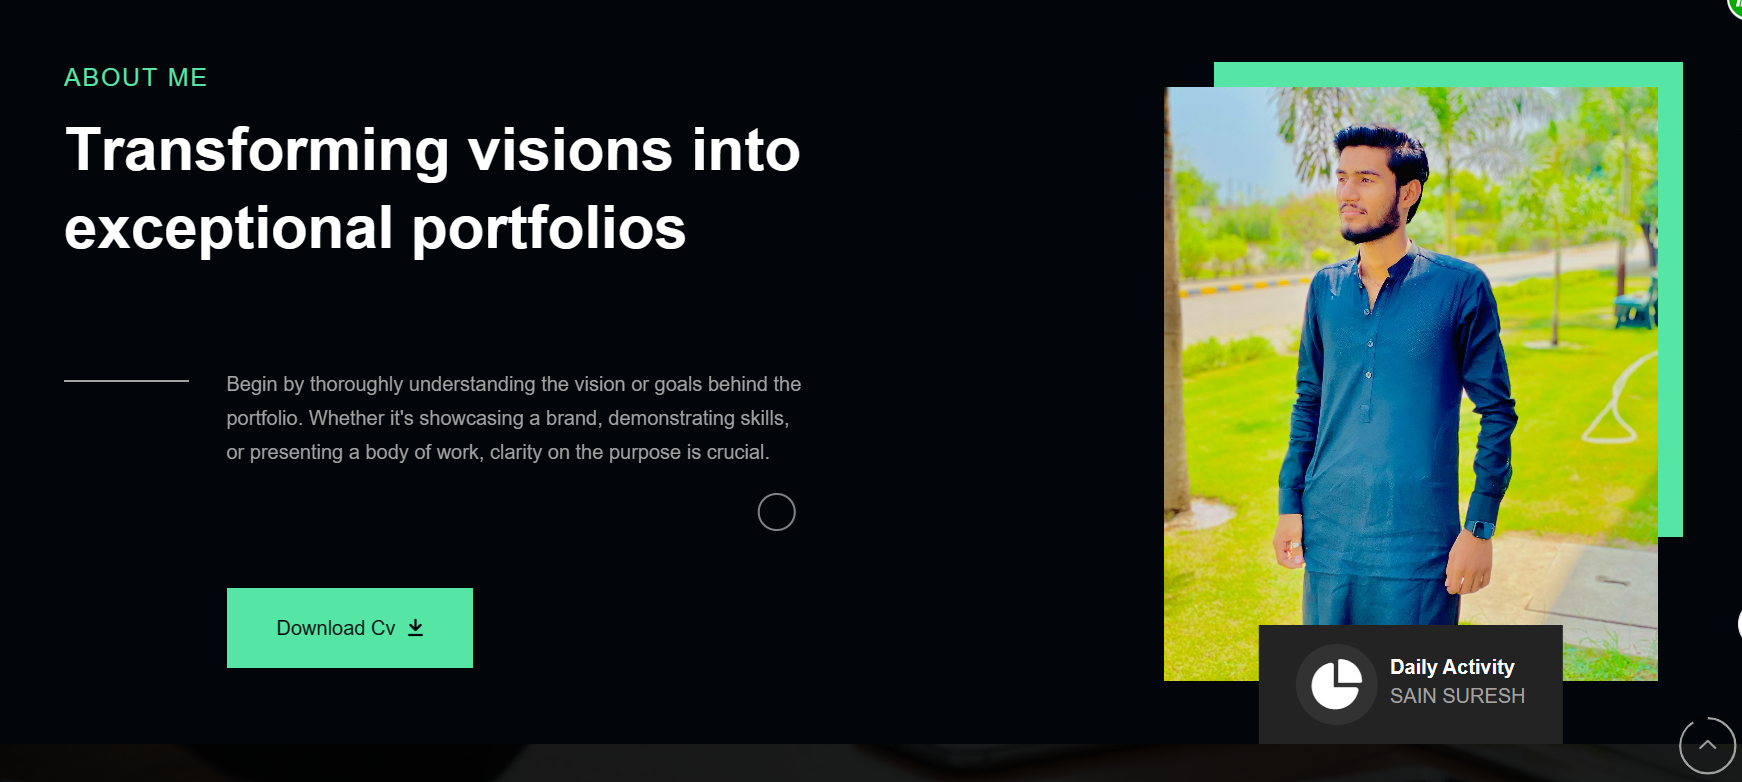 ABOUT ME
Transforming visions into
exceptional portfolios
Begin by thoroughly understanding the vision or goals behind the
portfolio. Whether it's showcasing a brand, demonstrating skills,
or presenting a body of work, clarity on the purpose is crucial.
Download Cv
Daily Activity
SAIN SURESH